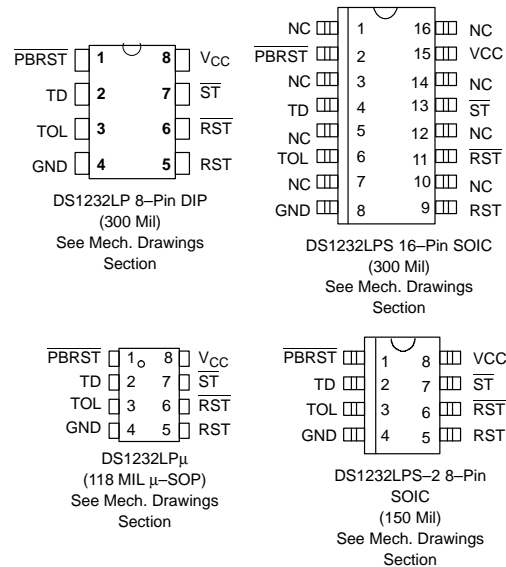 PBRST 1 8 VCC
TD 2 7 ST
TOL 3 6 RST
GND 4 5 RST
DS1232LP 8–Pin DIP
(300 Mil)
See Mech. Drawings
Section
NC 1 16 NC
PBRST 2 15 VCC
NC 3 14 NC
TD 4 13 ST
NC 5 12 NC
TOL 6 11 RST
NC 7 10 NC
GND 8 9 RST
DS1232LPS 16–Pin SOIC
(300 Mil)
See Mech. Drawings
Section
PBRST 1 8 VCC
TD 2 7 ST
TOL 3 6 RST
GND 4 5 RST
DS1232LPμ
(118 MIL μ–SOP)
See Mech. Drawings
Section
PBRST 1 8 VCC
TD 2 7 ST
TOL 3 6 RST
GND 4 5 RST
DS1232LPS–2 8–Pin
SOIC
(150 Mil)
See Mech. Drawings
Section